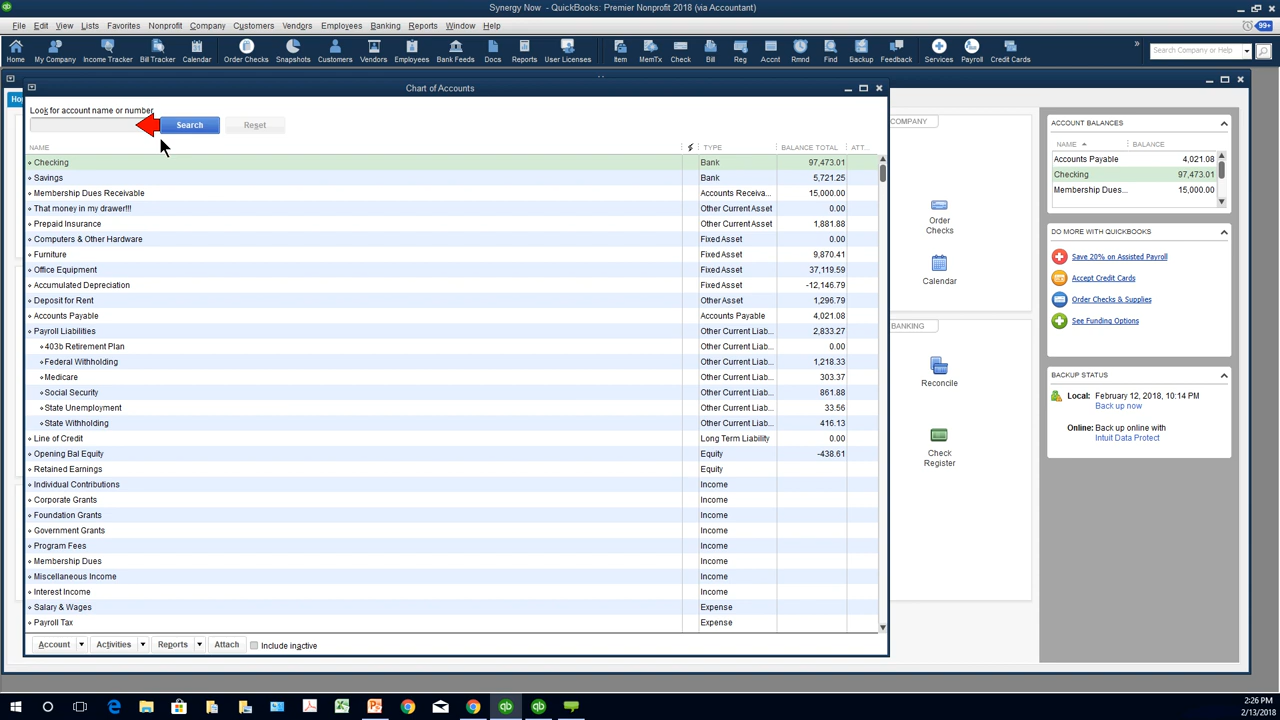 Synergy Now - QuickBooks: Premier Nonprofit 2018 (via Accountant)
File Edit View Lists Favorites Nonprofit Company Customers Vendors Employees Banking Reports Window Help
99+
Home My Company Income Tracker Bill Tracker Calendar Order Checks Snapshots Customers Vendors Employees Bank Feeds Docs Reports User Licenses Item MemTx Check Bill Reg Accnt Rmnd Find Backup Feedback Services Payroll Credit Cards
Search Company or Help
Chart of Accounts
Look for account name or number
Search Reset
NAME TYPE BALANCE TOTAL ATT...
Checking Bank 97,473.01
Savings Bank 5,721.25
Membership Dues Receivable Accounts Receiva... 15,000.00
That money in my drawer!!! Other Current Asset 0.00
Prepaid Insurance Other Current Asset 1,881.88
Computers & Other Hardware Fixed Asset 0.00
Furniture Fixed Asset 9,870.41
Office Equipment Fixed Asset 37,119.59
Accumulated Depreciation Fixed Asset -12,146.79
Deposit for Rent Other Asset 1,296.79
Accounts Payable Accounts Payable 4,021.08
Payroll Liabilities Other Current Liab... 2,833.27
403b Retirement Plan Other Current Liab... 0.00
Federal Withholding Other Current Liab... 1,218.33
Medicare Other Current Liab... 303.37
Social Security Other Current Liab... 861.88
State Unemployment Other Current Liab... 33.56
State Withholding Other Current Liab... 416.13
Line of Credit Long Term Liability 0.00
Opening Bal Equity Equity -438.61
Retained Earnings Equity
Individual Contributions Income
Corporate Grants Income
Foundation Grants Income
Government Grants Income
Program Fees Income
Membership Dues Income
Miscellaneous Income Income
Interest Income Income
Salary & Wages Expense
Payroll Tax Expense
Account Activities Reports Attach Include inactive
COMPANY
Order
Checks
Calendar
BANKING
Reconcile
Check
Register
ACCOUNT BALANCES
NAME BALANCE
Accounts Payable 4,021.08
Checking 97,473.01
Membership Dues... 15,000.00
DO MORE WITH QUICKBOOKS
Save 20% on Assisted Payroll
Accept Credit Cards
Order Checks & Supplies
See Funding Options
BACKUP STATUS
Local: February 12, 2018, 10:14 PM
Back up now
Online: Back up online with
Intuit Data Protect
2:26 PM
2/13/2018